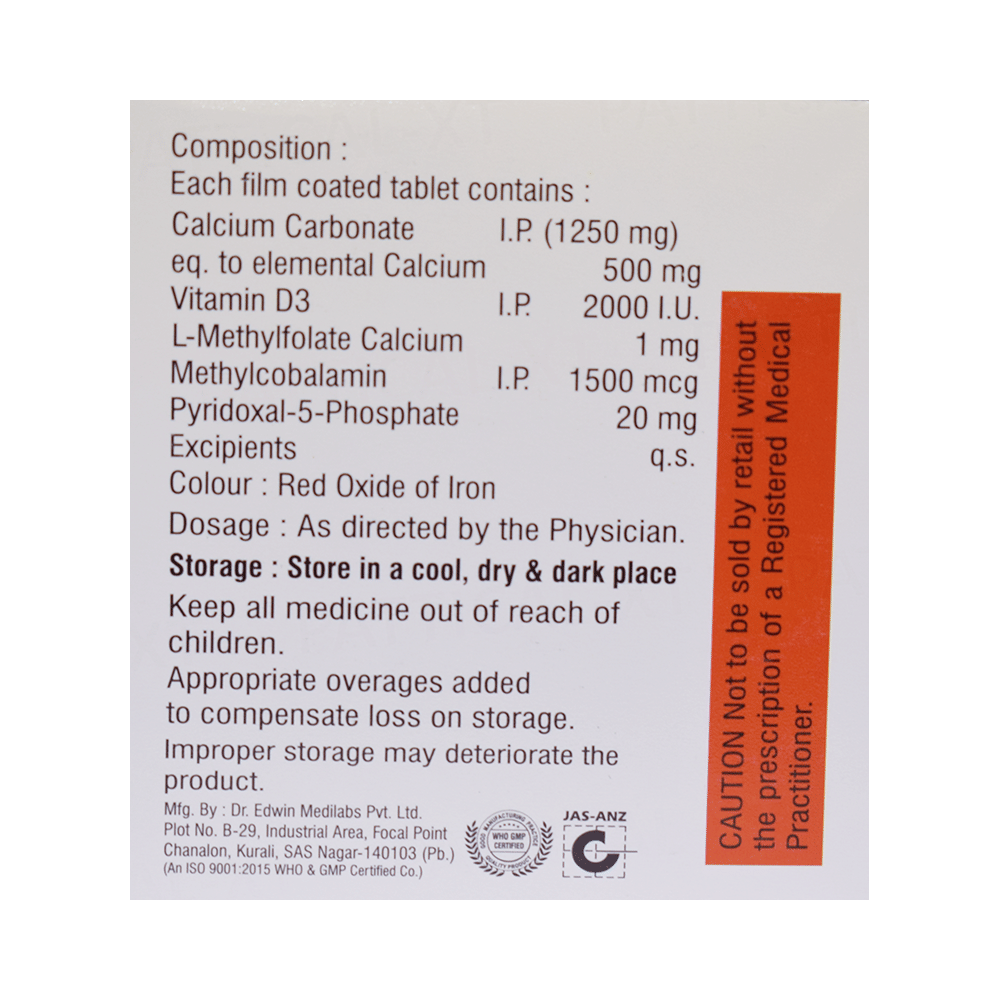 Composition :
Each film coated tablet contains :
Calcium Carbonate I.P. (1250 mg)
eq. to elemental Calcium 500 mg
Vitamin D3 I.P. 2000 I.U.
L-Methylfolate Calcium 1 mg
Methylcobalamin I.P. 1500 mcg
Pyridoxal-5-Phosphate 20 mg
Excipients q.s.
Colour : Red Oxide of Iron
Dosage : As directed by the Physician.
Storage : Store in a cool, dry & dark place
Keep all medicine out of reach of
children.
Appropriate overages added
to compensate loss on storage.
Improper storage may deteriorate the
product.
Mfg. By : Dr. Edwin Medilabs Pvt. Ltd.
Plot No. B-29, Industrial Area, Focal Point
Chanalon, Kurali, SAS Nagar-140103 (Pb.)
(An ISO 9001:2015 WHO & GMP Certified Co.)
GOOD MANUFACTURING PRACTICE
WHO GMP
CERTIFIED
QUALITY PRODUCT
JAS-ANZ
CAUTION Not to be sold by retail without
the prescription of a Registered Medical
Practitioner.